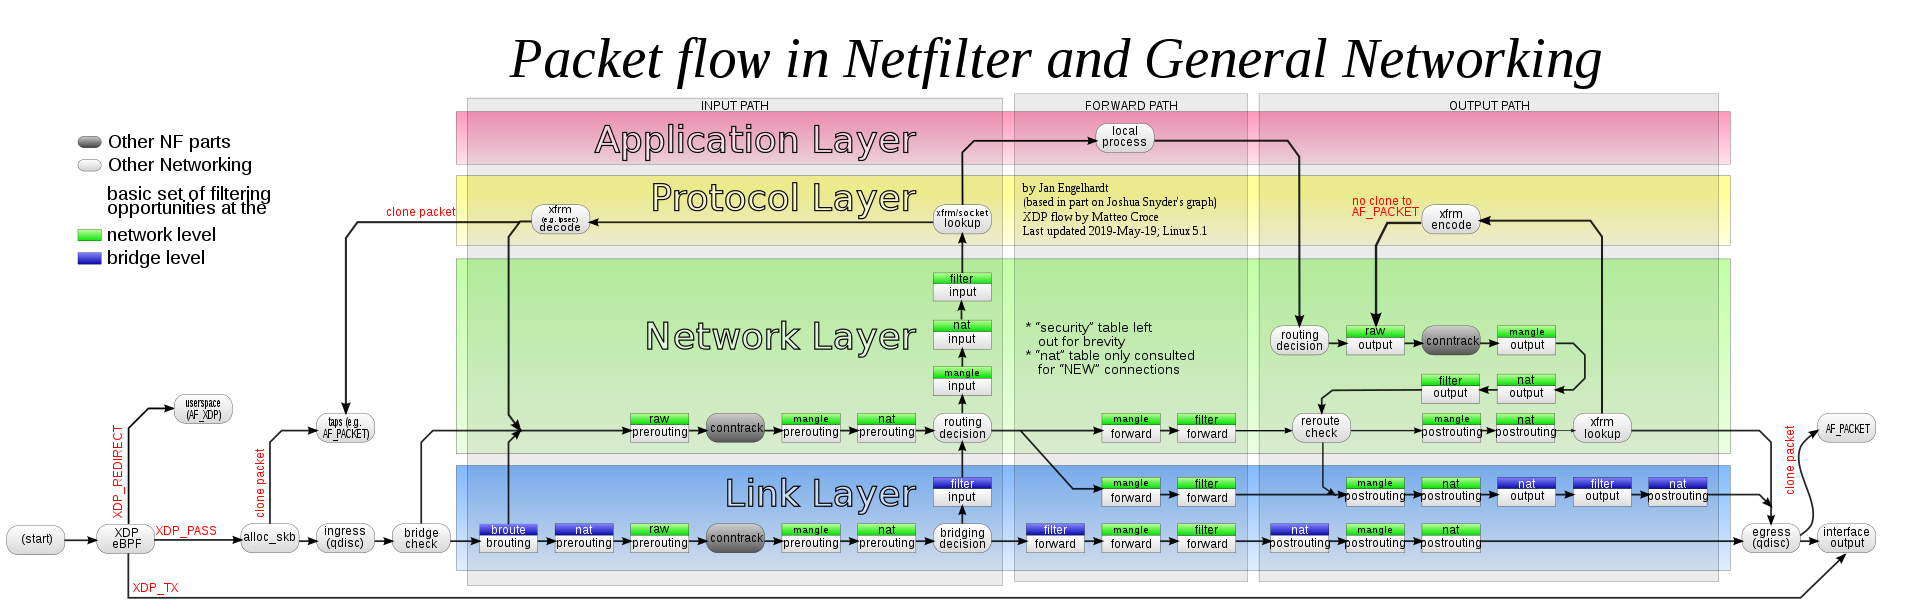 Packet flow in Netfilter and General Networking
INPUT PATH
FORWARD PATH
OUTPUT PATH
Other NF parts
Other Networking
basic set of filtering
opportunities at the
network level
bridge level
Application Layer
local
process
Protocol Layer
by Jan Engelhardt
(based in part on Joshua Snyder's graph)
XDP flow by Matteo Croce
Last updated 2019-May-19; Linux 5.1
clone packet
xfrm
(e.g. ipsec)
decode
xfrm/socket
lookup
no clone to
AF_PACKET
xfrm
encode
Network Layer
filter
input
nat
input
mangle
input
* “security” table left
out for brevity
* “nat” table only consulted
for “NEW” connections
routing
decision
raw
output
conntrack
mangle
output
filter
output
nat
output
userspace
(AF_XDP)
taps (e.g.
AF_PACKET)
raw
prerouting
conntrack
mangle
prerouting
nat
prerouting
routing
decision
mangle
forward
filter
forward
reroute
check
mangle
postrouting
nat
postrouting
xfrm
lookup
AF_PACKET
XDP_REDIRECT
clone packet
clone packet
Link Layer
filter
input
mangle
forward
filter
forward
mangle
postrouting
nat
postrouting
nat
output
filter
output
nat
postrouting
(start)
XDP
eBPF
XDP_PASS
alloc_skb
ingress
(qdisc)
bridge
check
broute
brouting
nat
prerouting
raw
prerouting
conntrack
mangle
prerouting
nat
prerouting
bridging
decision
filter
forward
mangle
forward
filter
forward
nat
postrouting
mangle
postrouting
nat
postrouting
egress
(qdisc)
interface
output
XDP_TX